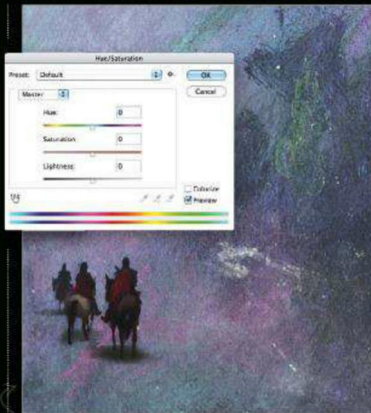 Hue/Saturation
Preset: Default
OK
Cancel
Master
Hue: 0
Saturation: 0
Lightness: 0
Colorize
Preview